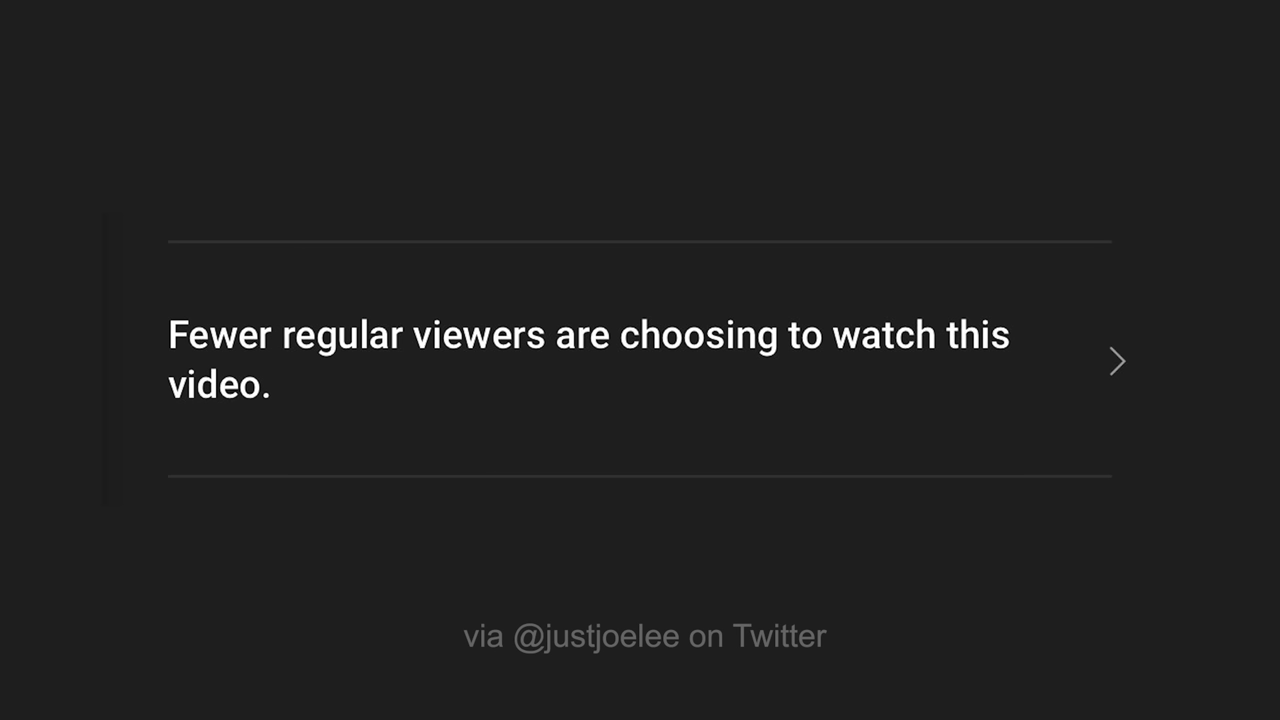 Fewer regular viewers are choosing to watch this
video.
via @justjoelee on Twitter